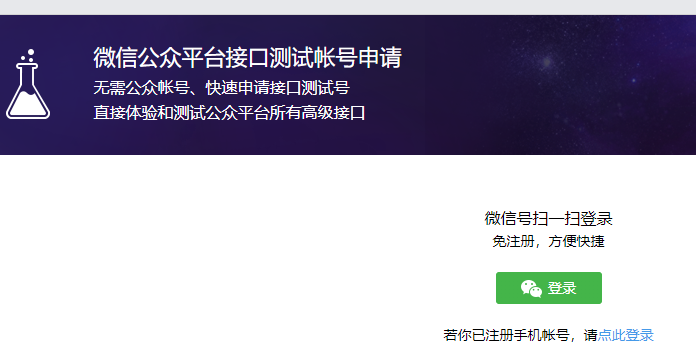 微信公众平台接口测试帐号申请
无需公众帐号、快速申请接口测试号
直接体验和测试公众平台所有高级接口
微信号扫一扫登录
免注册，方便快捷
登录
若你已注册手机帐号，请点此登录